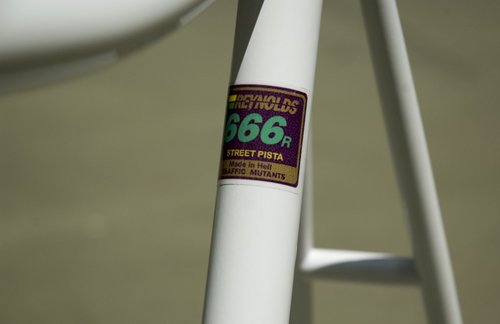 REYNOLDS
666R
STREET PISTA
Made in Hell
TRAFFIC MUTANTS